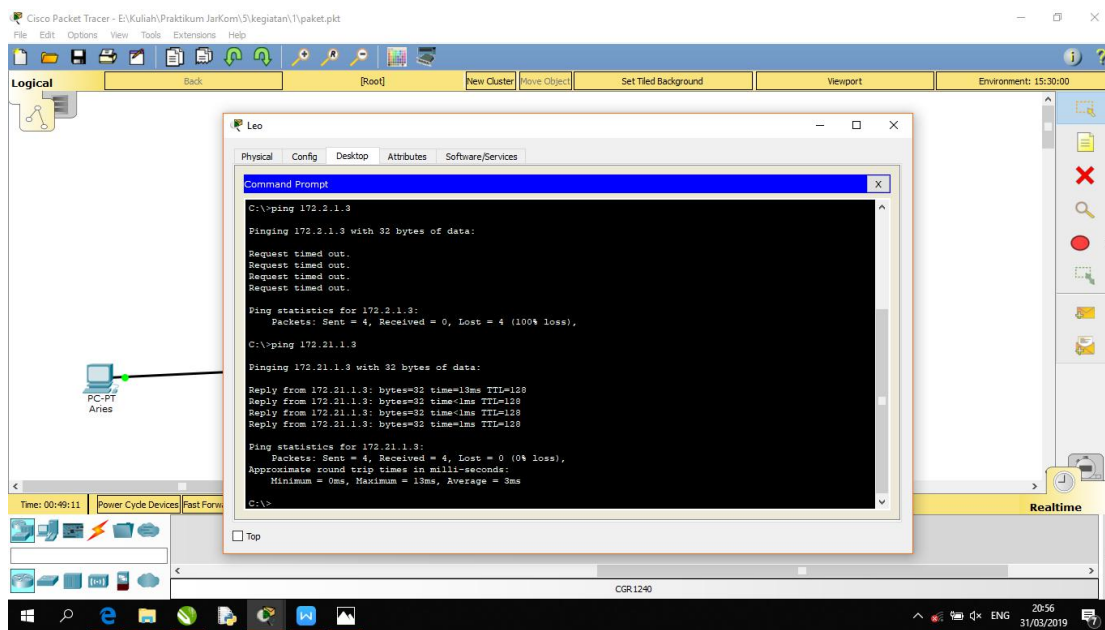 Cisco Packet Tracer - E:\Kuliah\Praktikum JarKom\5\kegiatan\1\paket.pkt
File Edit Options View Tools Extensions Help
Logical Back [Root] New Cluster Move Object Set Tiled Background Viewport Environment: 15:30:00
Leo
Physical Config Desktop Attributes Software/Services
Command Prompt X
C:\>ping 172.2.1.3
Pinging 172.2.1.3 with 32 bytes of data:
Request timed out.
Request timed out.
Request timed out.
Request timed out.
Ping statistics for 172.2.1.3:
Packets: Sent = 4, Received = 0, Lost = 4 (100% loss),
C:\>ping 172.21.1.3
Pinging 172.21.1.3 with 32 bytes of data:
Reply from 172.21.1.3: bytes=32 time=13ms TTL=128
Reply from 172.21.1.3: bytes=32 time<1ms TTL=128
Reply from 172.21.1.3: bytes=32 time<1ms TTL=128
Reply from 172.21.1.3: bytes=32 time=1ms TTL=128
Ping statistics for 172.21.1.3:
Packets: Sent = 4, Received = 4, Lost = 0 (0% loss),
Approximate round trip times in milli-seconds:
Minimum = 0ms, Maximum = 13ms, Average = 3ms
C:\>
PC-PT
Aries
Time: 00:49:11 Power Cycle Devices Fast Forw
Realtime
Top
CGR1240
ENG 20:56
31/03/2019